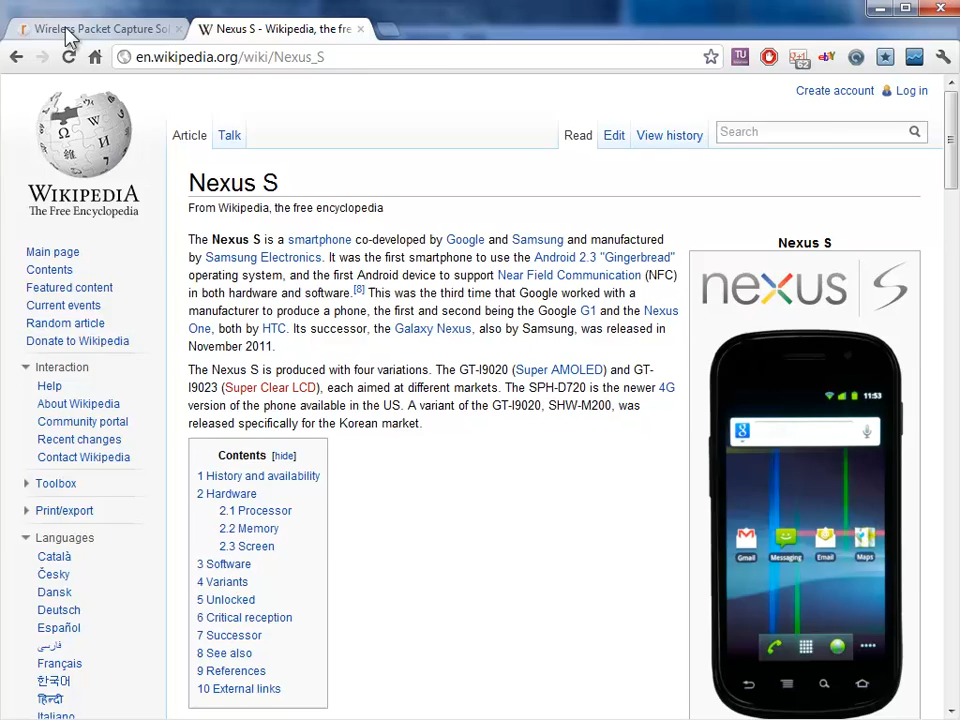 Wireless Packet Capture Sol
Nexus S - Wikipedia, the fre
en.wikipedia.org/wiki/Nexus_S
62
Create account
Log in
Article
Talk
Read
Edit
View history
Search
WIKIPEDIA
The Free Encyclopedia
Main page
Contents
Featured content
Current events
Random article
Donate to Wikipedia
Interaction
Help
About Wikipedia
Community portal
Recent changes
Contact Wikipedia
Toolbox
Print/export
Languages
Català
Česky
Dansk
Deutsch
Español
فارسی
Français
한국어
हिन्दी
Italiano
Nexus S
From Wikipedia, the free encyclopedia
The Nexus S is a smartphone co-developed by Google and Samsung and manufactured
by Samsung Electronics. It was the first smartphone to use the Android 2.3 "Gingerbread"
operating system, and the first Android device to support Near Field Communication (NFC)
in both hardware and software.[8] This was the third time that Google worked with a
manufacturer to produce a phone, the first and second being the Google G1 and the Nexus
One, both by HTC. Its successor, the Galaxy Nexus, also by Samsung, was released in
November 2011.
The Nexus S is produced with four variations. The GT-I9020 (Super AMOLED) and GT-
I9023 (Super Clear LCD), each aimed at different markets. The SPH-D720 is the newer 4G
version of the phone available in the US. A variant of the GT-I9020, SHW-M200, was
released specifically for the Korean market.
Contents [hide]
1 History and availability
2 Hardware
2.1 Processor
2.2 Memory
2.3 Screen
3 Software
4 Variants
5 Unlocked
6 Critical reception
7 Successor
8 See also
9 References
10 External links
Nexus S
nexus S
11:53
Gmail
Messaging
Email
Maps